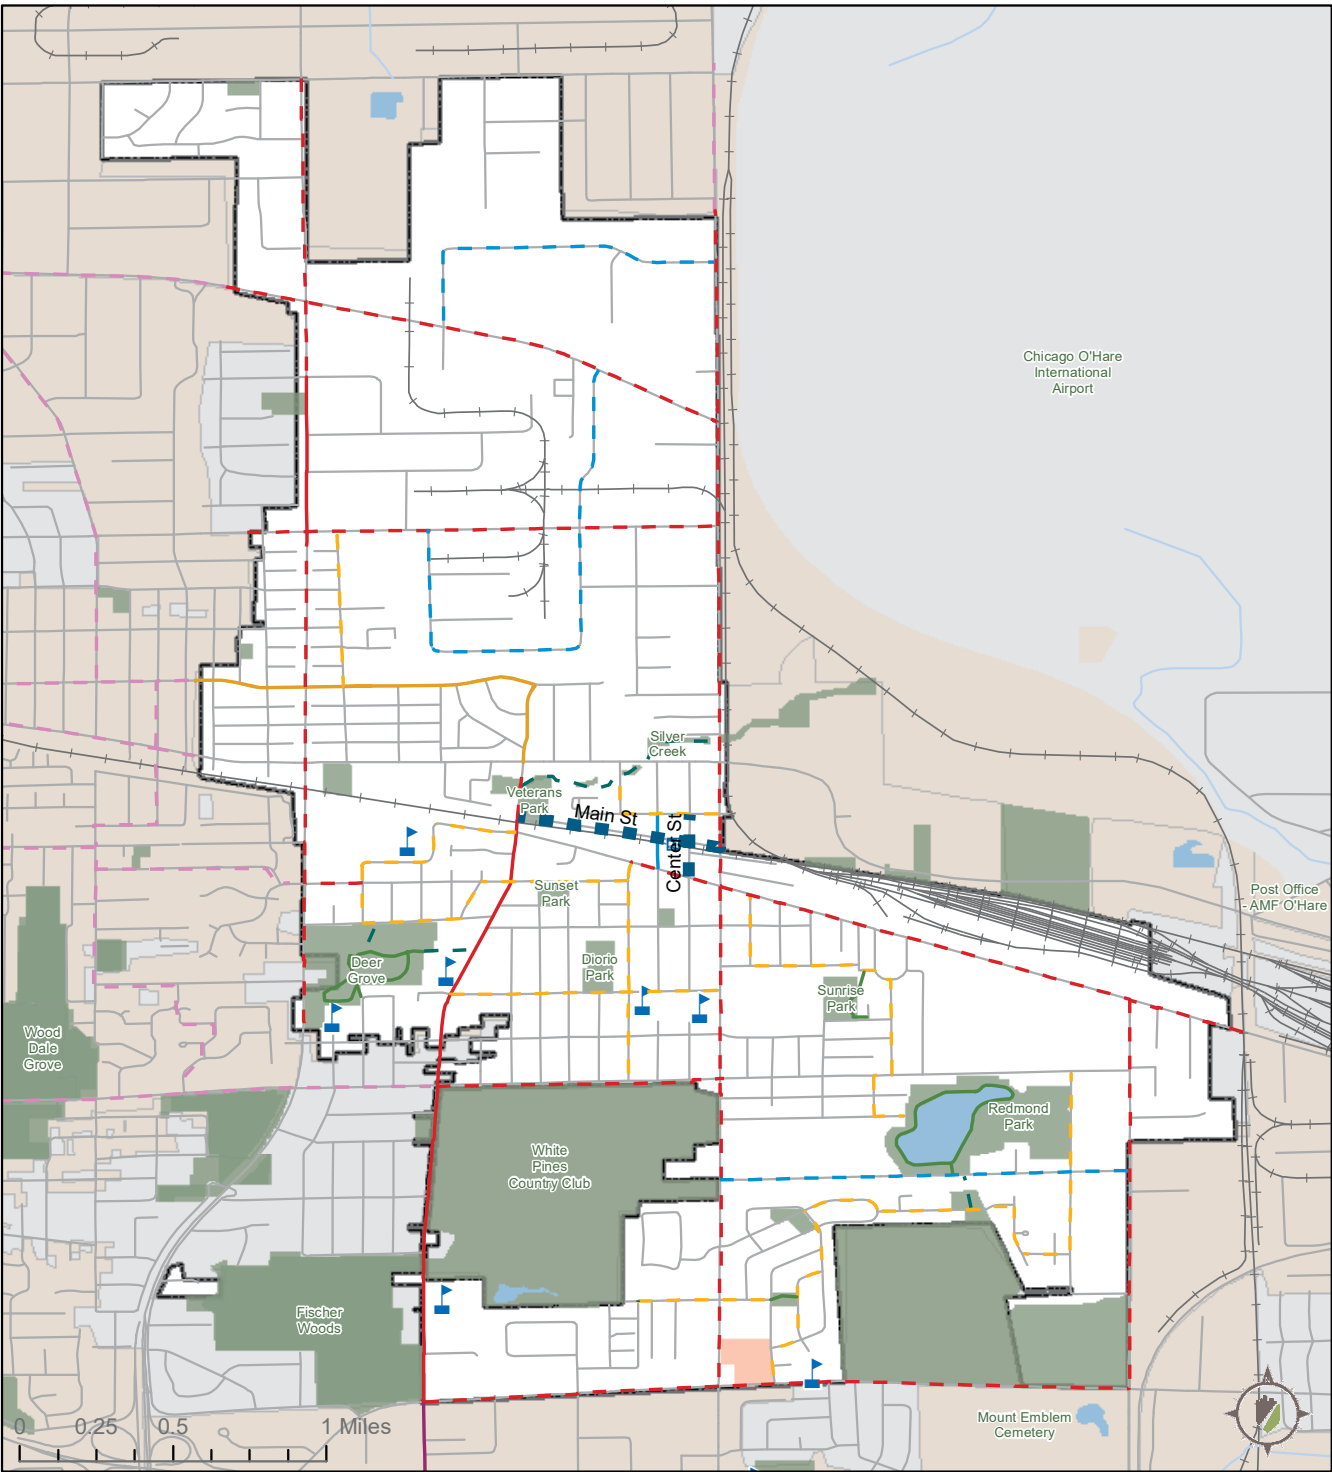 Chicago O'Hare
International
Airport
Silver
Creek
Veterans
Park
Main St
Center St
Sunset
Park
Post Office
- AMF O'Hare
Deer
Grove
Diorio
Park
Sunrise
Park
Wood
Dale
Grove
Redmond
Park
White
Pines
Country Club
Fischer
Woods
Mount Emblem
Cemetery
0 0.25 0.5 1 Miles